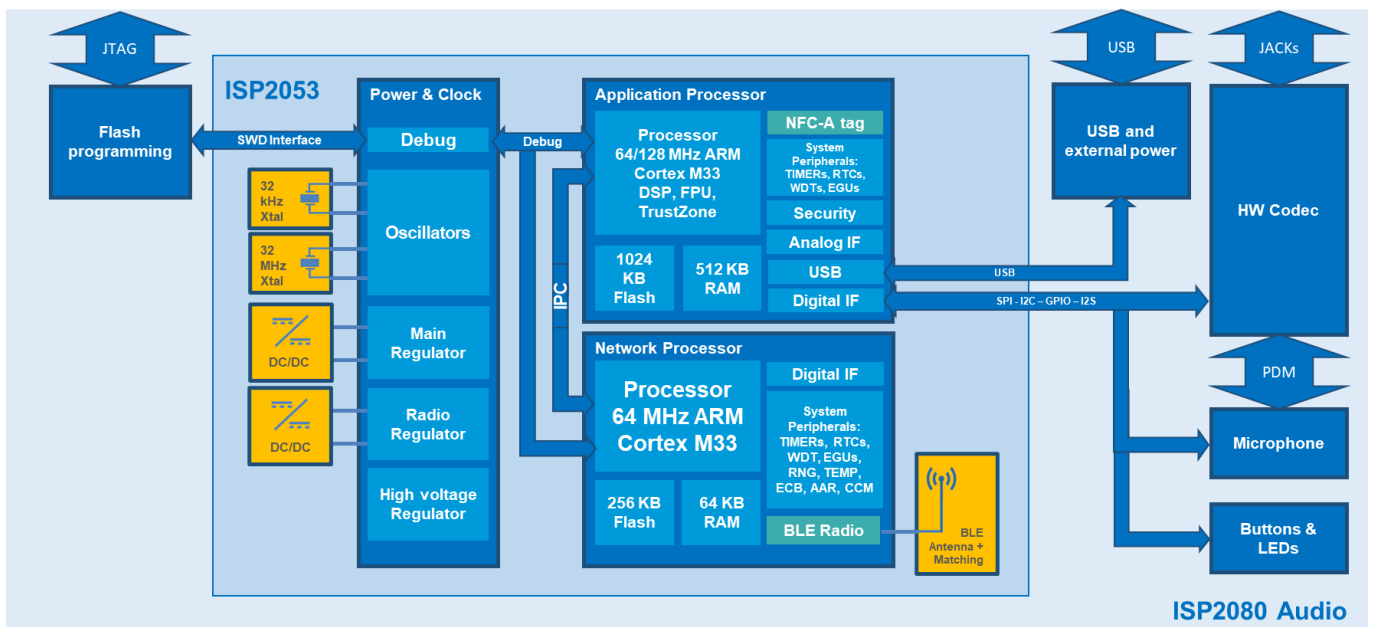 JTAG
Flash
programming
SWD Interface
ISP2053
Power & Clock
Debug
Oscillators
Main
Regulator
Radio
Regulator
High voltage
Regulator
32
kHz
Xtal
32
MHz
Xtal
DC/DC
DC/DC
Debug
IPC
Application Processor
Processor
64/128 MHz ARM
Cortex M33
DSP, FPU,
TrustZone
1024
KB
Flash
512 KB
RAM
NFC-A tag
System
Peripherals:
TIMERs, RTCs,
WDTs, EGUs
Security
Analog IF
USB
Digital IF
Network Processor
Processor
64 MHz ARM
Cortex M33
256 KB
Flash
64 KB
RAM
Digital IF
System
Peripherals:
TIMERs, RTCs,
WDT, EGUs,
RNG, TEMP,
ECB, AAR, CCM
BLE Radio
BLE
Antenna +
Matching
USB
USB and
external power
USB
SPI - I2C – GPIO – I2S
JACKs
HW Codec
PDM
Microphone
Buttons &
LEDs
ISP2080 Audio